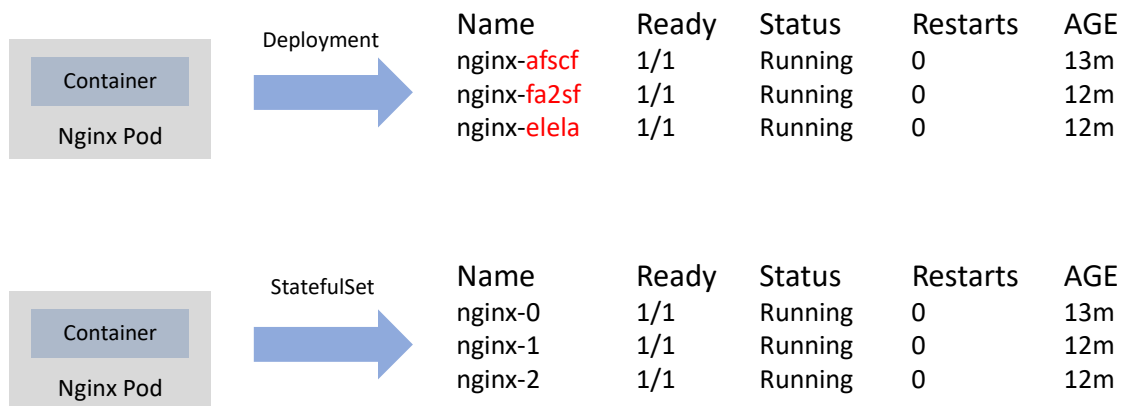 Deployment
Container
Nginx Pod
Name Ready Status Restarts AGE
nginx-afscf 1/1 Running 0 13m
nginx-fa2sf 1/1 Running 0 12m
nginx-elela 1/1 Running 0 12m
StatefulSet
Container
Nginx Pod
Name Ready Status Restarts AGE
nginx-0 1/1 Running 0 13m
nginx-1 1/1 Running 0 12m
nginx-2 1/1 Running 0 12m